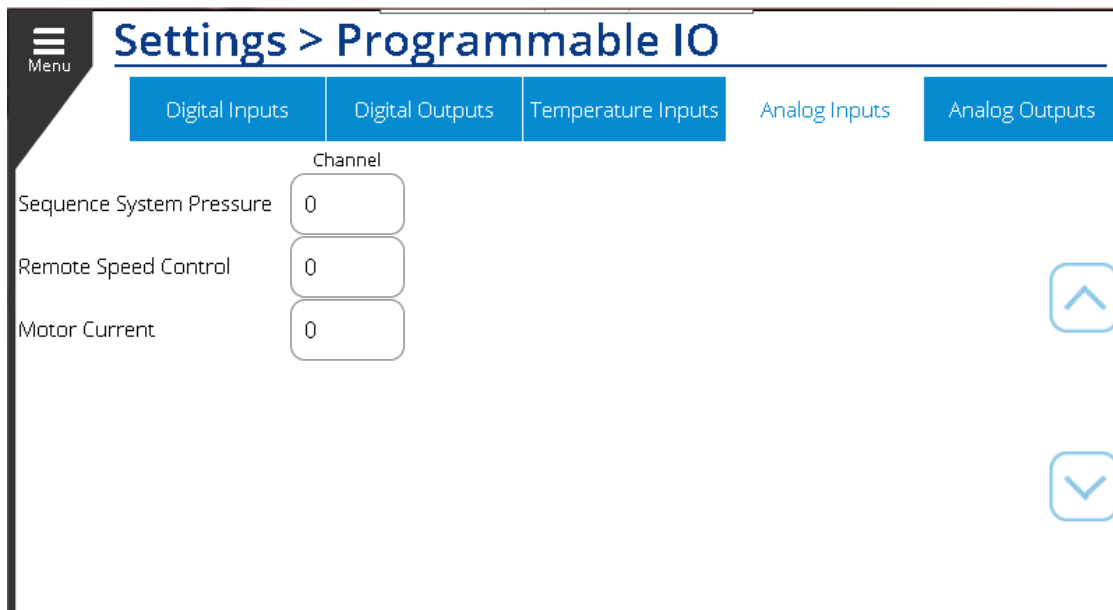 Settings > Programmable IO
Menu
Digital Inputs
Digital Outputs
Temperature Inputs
Analog Inputs
Analog Outputs
Channel
Sequence System Pressure 0
Remote Speed Control 0
Motor Current 0